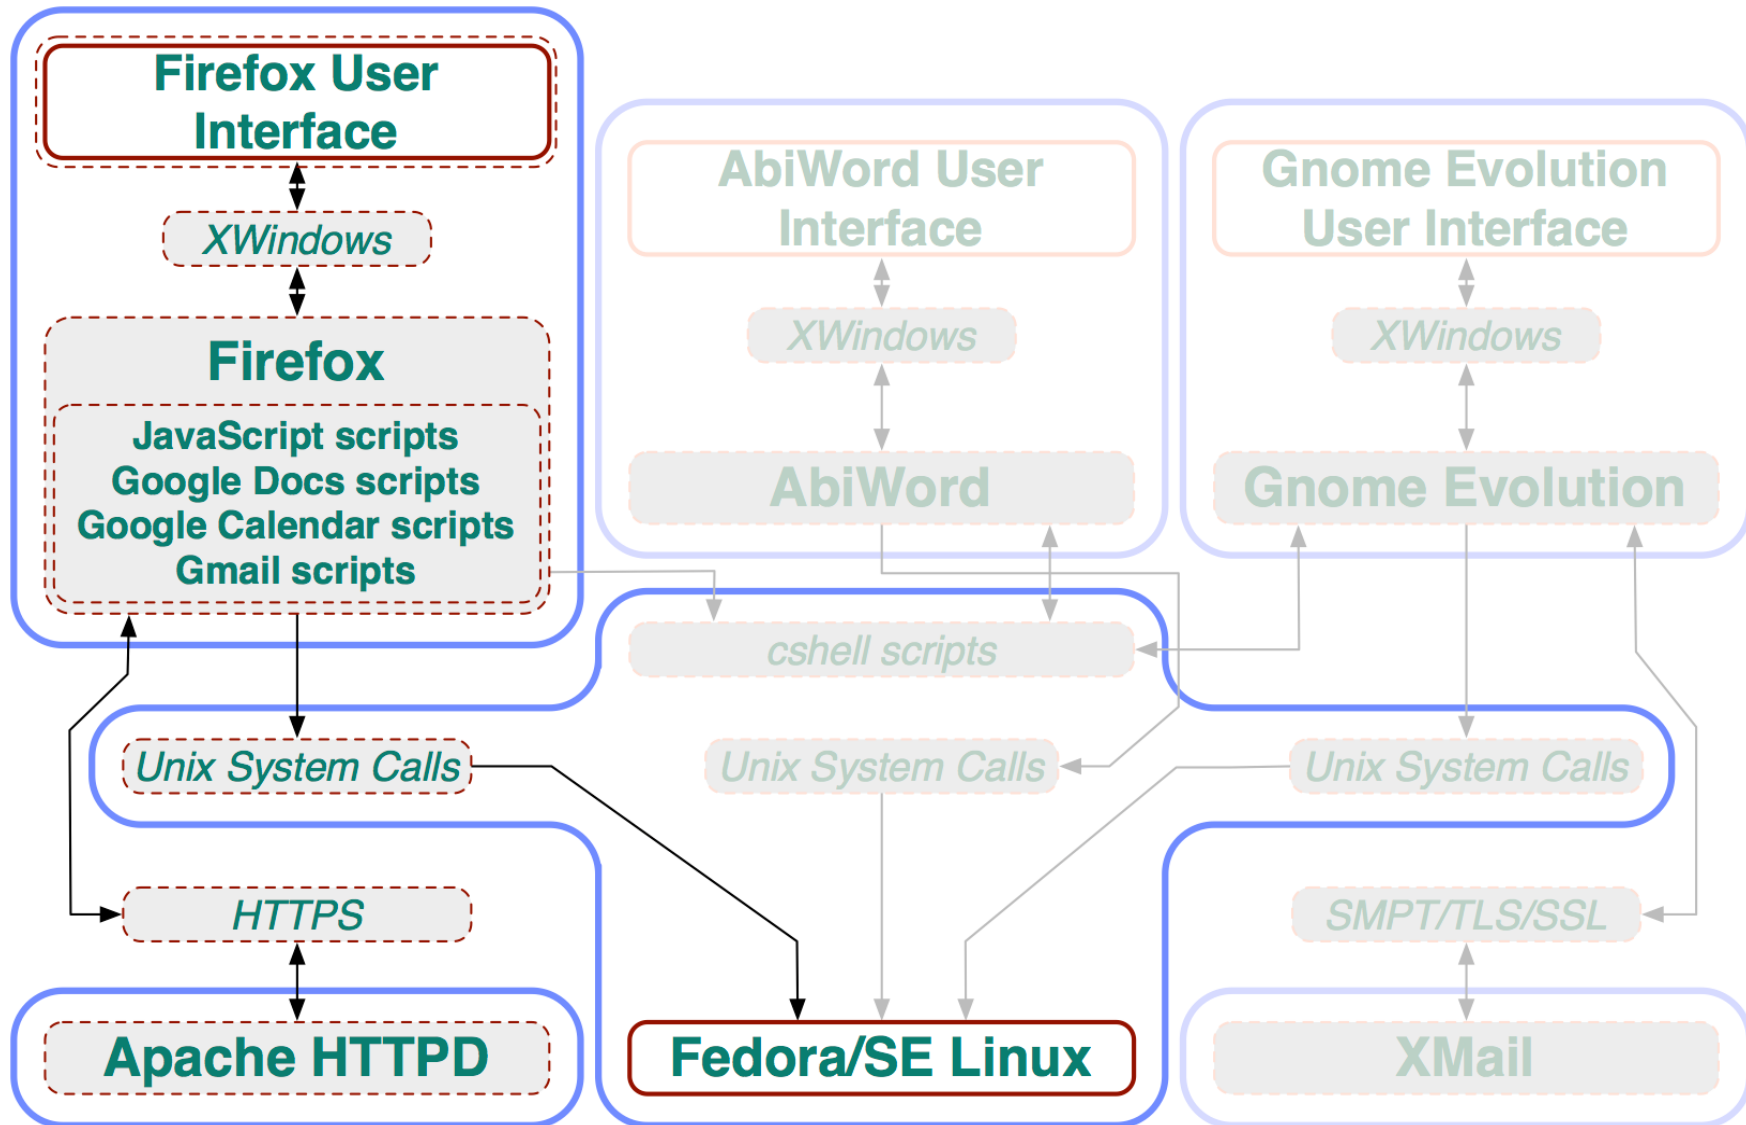 Firefox User
Interface
XWindows
Firefox
JavaScript scripts
Google Docs scripts
Google Calendar scripts
Gmail scripts
AbiWord User
Interface
XWindows
AbiWord
Gnome Evolution
User Interface
XWindows
Gnome Evolution
cshell scripts
Unix System Calls
Unix System Calls
Unix System Calls
HTTPS
SMPT/TLS/SSL
Apache HTTPD
Fedora/SE Linux
XMail